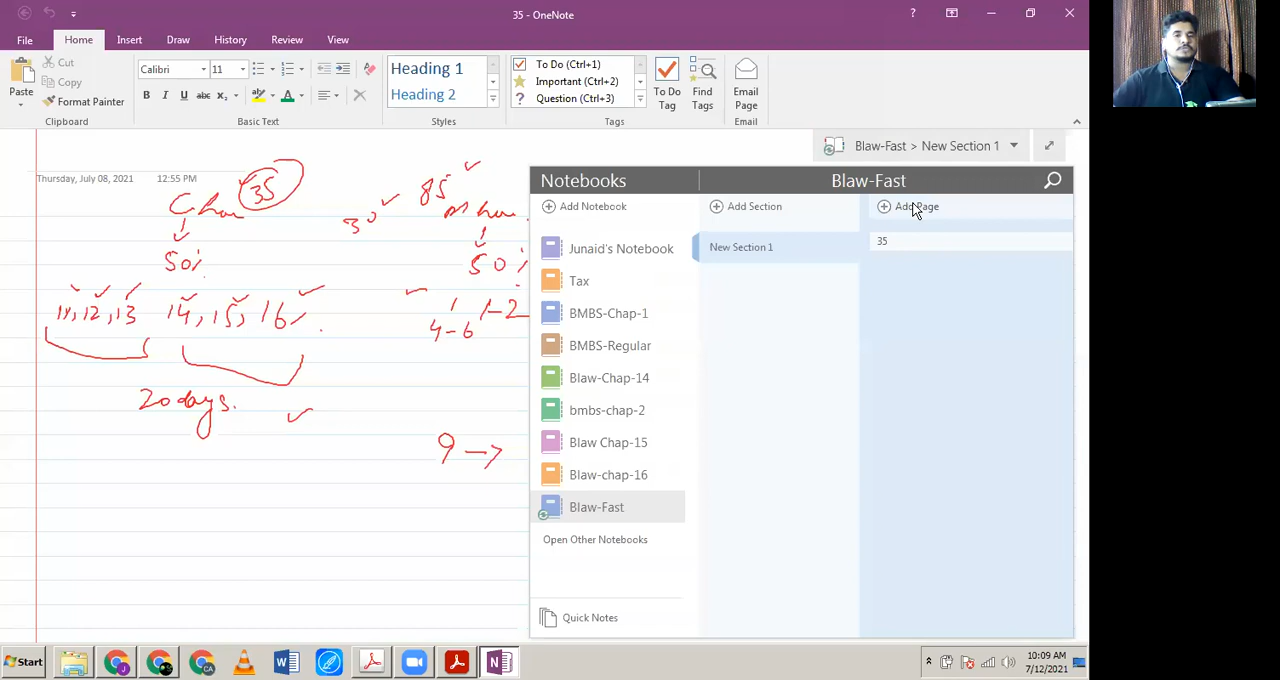 35 - OneNote
?
File Home Insert Draw History Review View
Paste
Cut
Copy
Format Painter
Clipboard
Calibri 11
B I U abc x₂ A
Basic Text
Heading 1
Heading 2
Styles
To Do (Ctrl+1)
Important (Ctrl+2)
? Question (Ctrl+3)
To Do
Tag
Find
Tags
Tags
Email
Page
Email
Blaw-Fast > New Section 1
Thursday, July 08, 2021 12:55 PM
35
50%
11, 12, 13 14, 15, 16
20 days.
30
85
50%
4-6 1-2
9 →
Notebooks
Blaw-Fast
Add Notebook
Add Section
Add Page
Junaid's Notebook
Tax
BMBS-Chap-1
BMBS-Regular
Blaw-Chap-14
bmbs-chap-2
Blaw Chap-15
Blaw-chap-16
Blaw-Fast
Open Other Notebooks
Quick Notes
New Section 1
35
Start
10:09 AM
7/12/2021